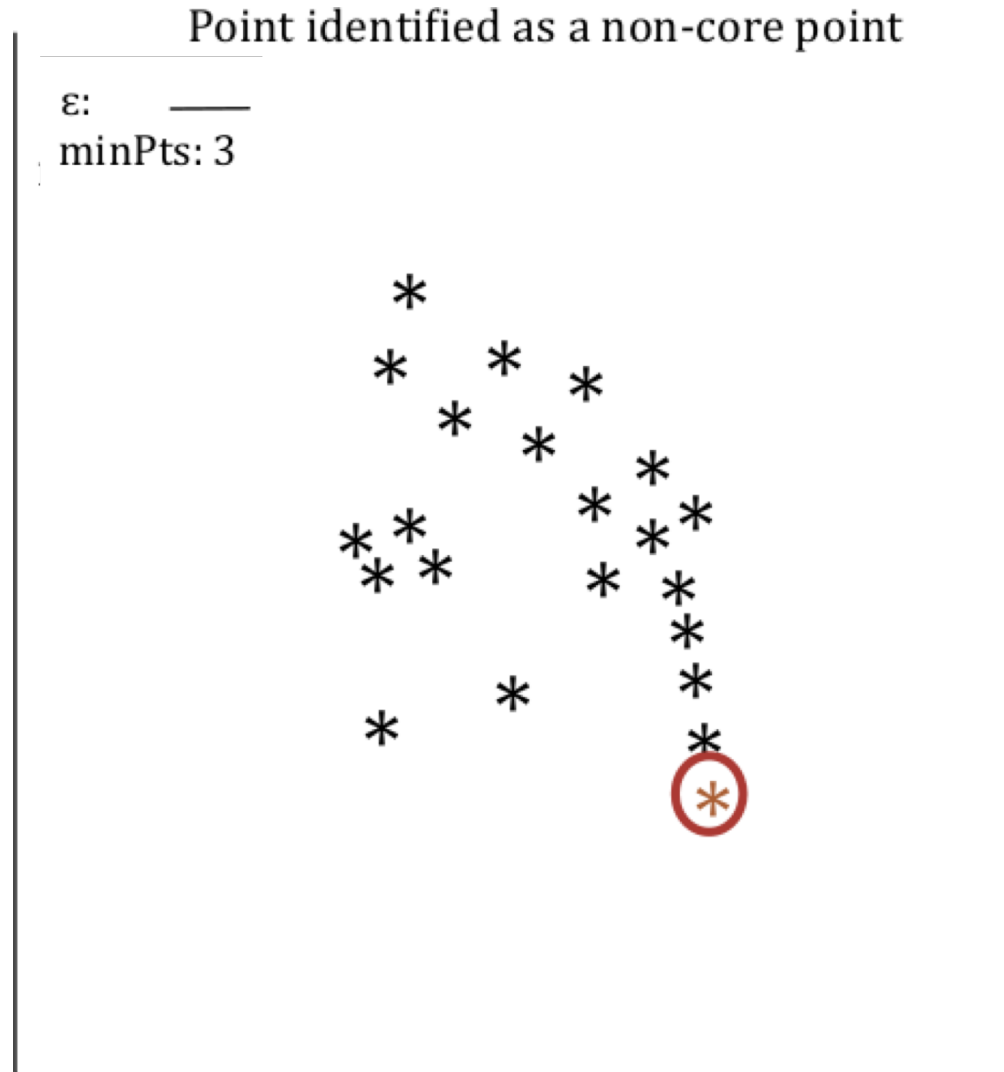 Point identified as a non-core point
ε:
minPts: 3